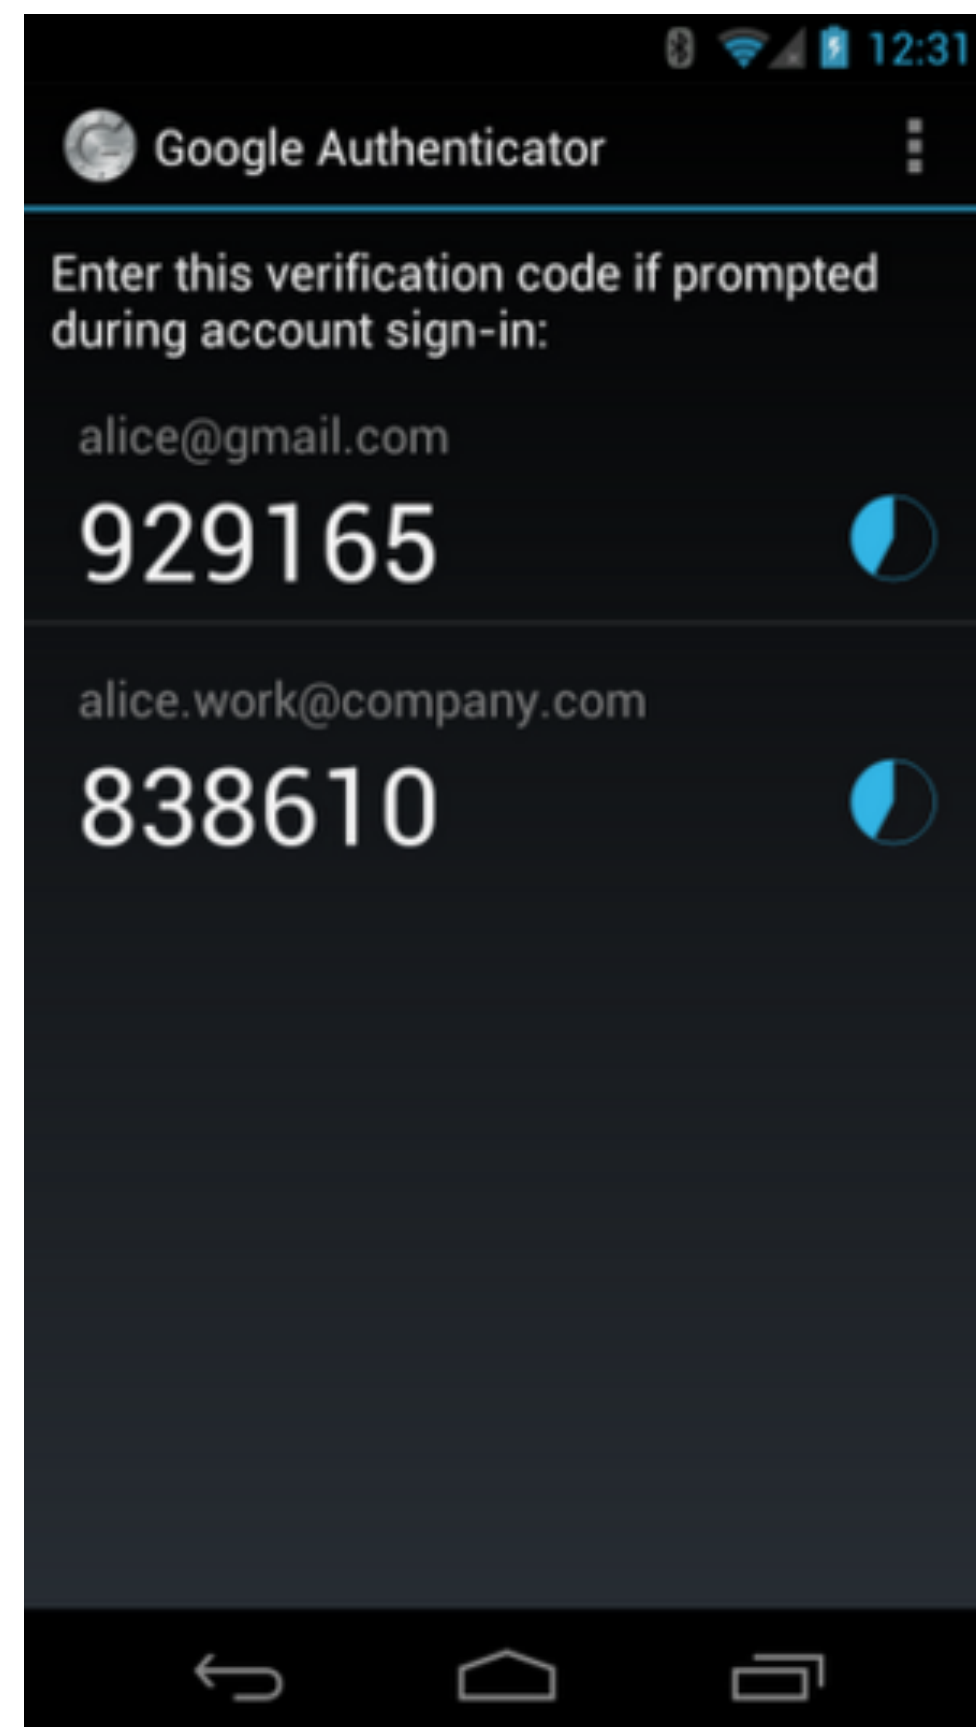 12:31
Google Authenticator
Enter this verification code if prompted
during account sign-in:
alice@gmail.com
929165
alice.work@company.com
838610